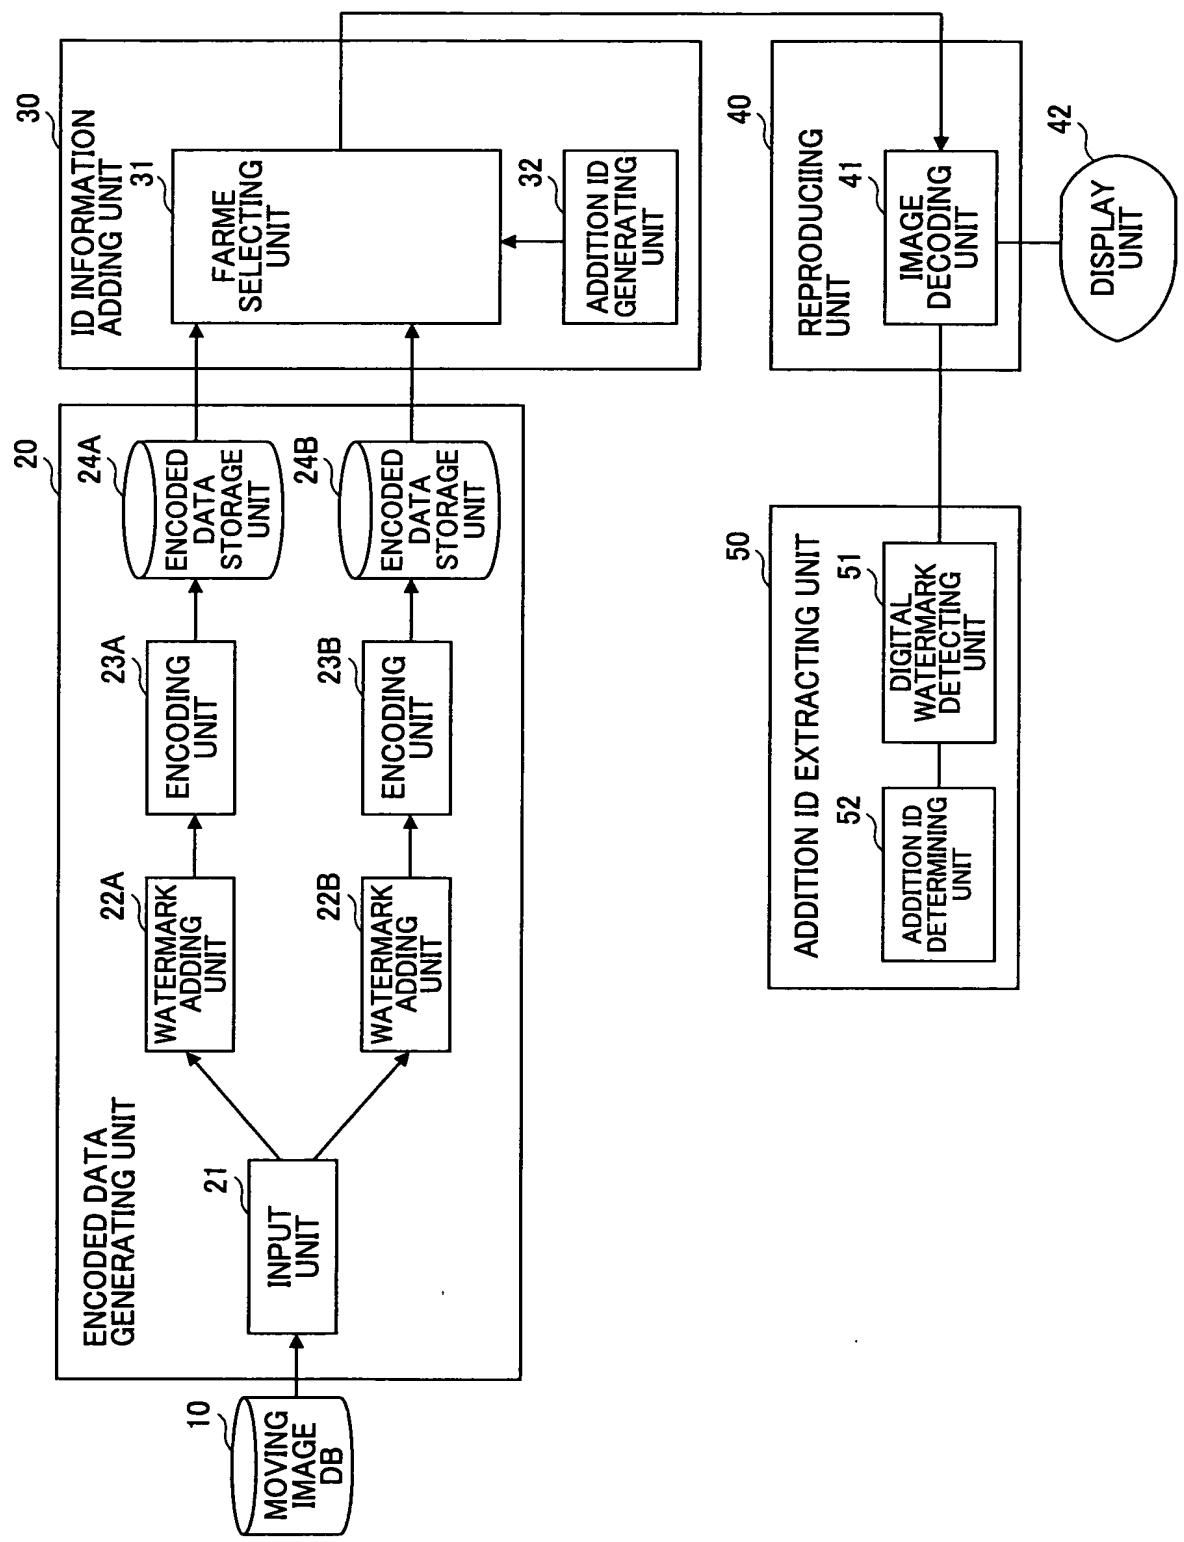 10
MOVING
IMAGE
DB
20
ENCODED DATA
GENERATING UNIT
21
INPUT
UNIT
22A
WATERMARK
ADDING
UNIT
23A
ENCODING
UNIT
24A
ENCODED
DATA
STORAGE
UNIT
22B
WATERMARK
ADDING
UNIT
23B
ENCODING
UNIT
24B
ENCODED
DATA
STORAGE
UNIT
30
ID INFORMATION
ADDING UNIT
31
FARME
SELECTING
UNIT
32
ADDITION ID
GENERATING
UNIT
40
REPRODUCIING
UNIT
41
IMAGE
DECODING
UNIT
42
DISPLAY
UNIT
50
ADDITION ID EXTRACTING UNIT
51
DIGITAL
WATERMARK
DETECTING
UNIT
52
ADDITION ID
DETERMINING
UNIT